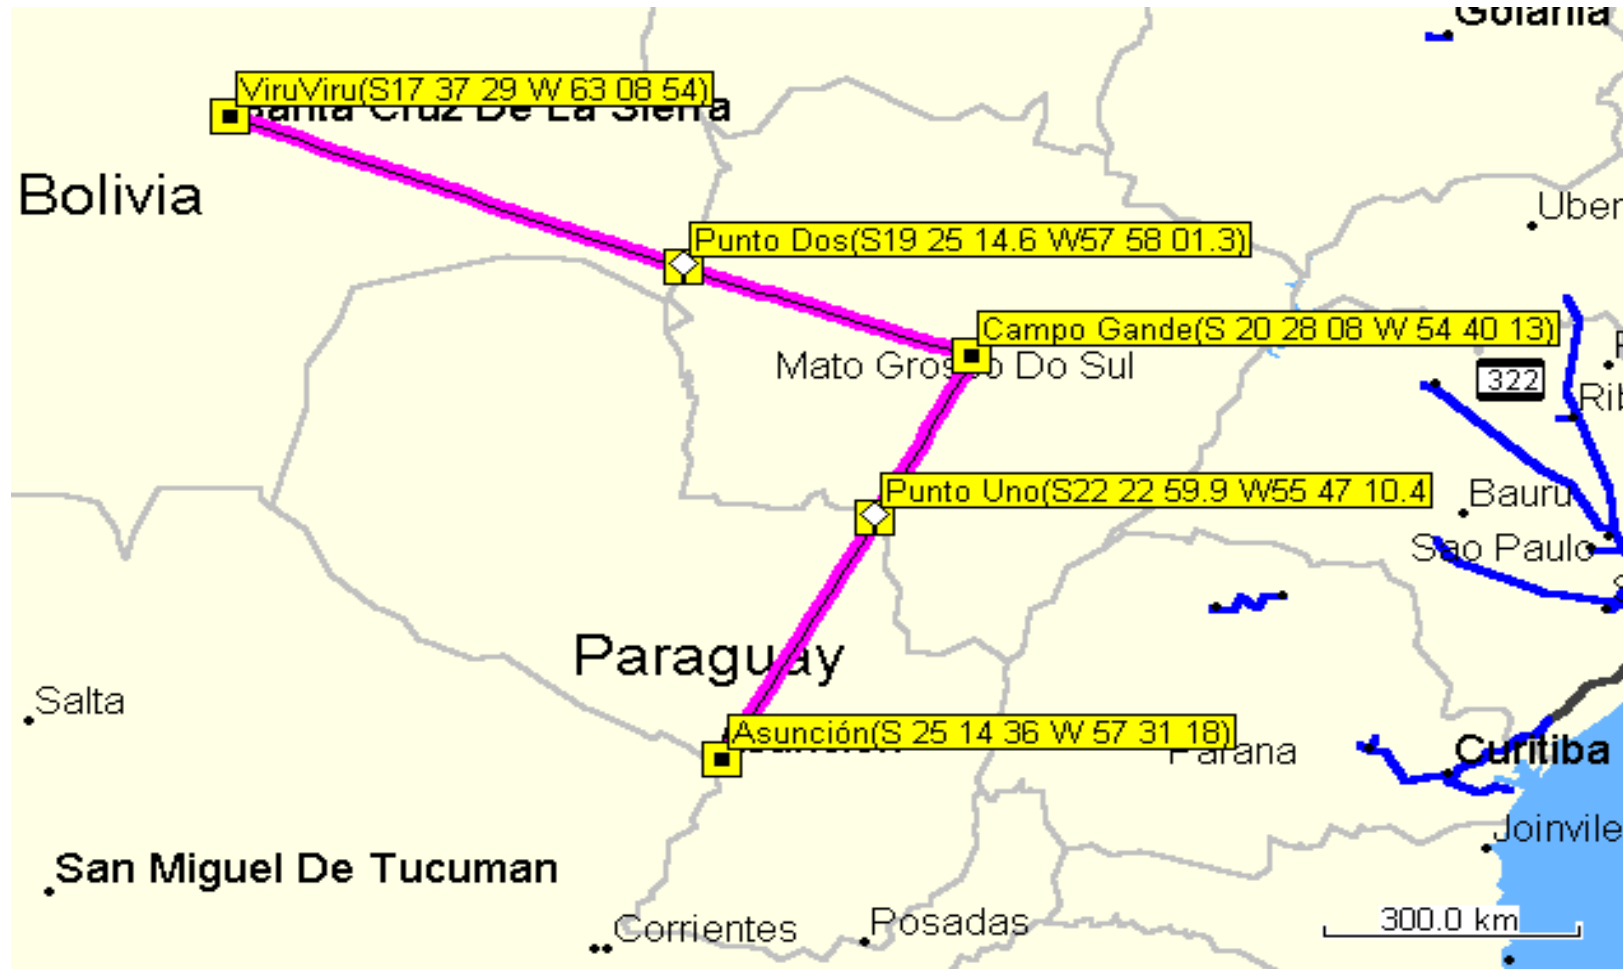 Goiania
ViruViru(S17 37 29 W 63 08 54)
Santa Cruz De La Sierra
Bolivia
Uber
Punto Dos(S19 25 14.6 W57 58 01.3)
Campo Gande(S 20 28 08 W 54 40 13)
Mato Grosso Do Sul
322
Rib
Punto Uno(S22 22 59.9 W55 47 10.4
Bauru
Sao Paulo
Paraguay
Salta
Asunción(S 25 14 36 W 57 31 18)
Parana
Curitiba
Joinvile
San Miguel De Tucuman
Corrientes
Posadas
300.0 km